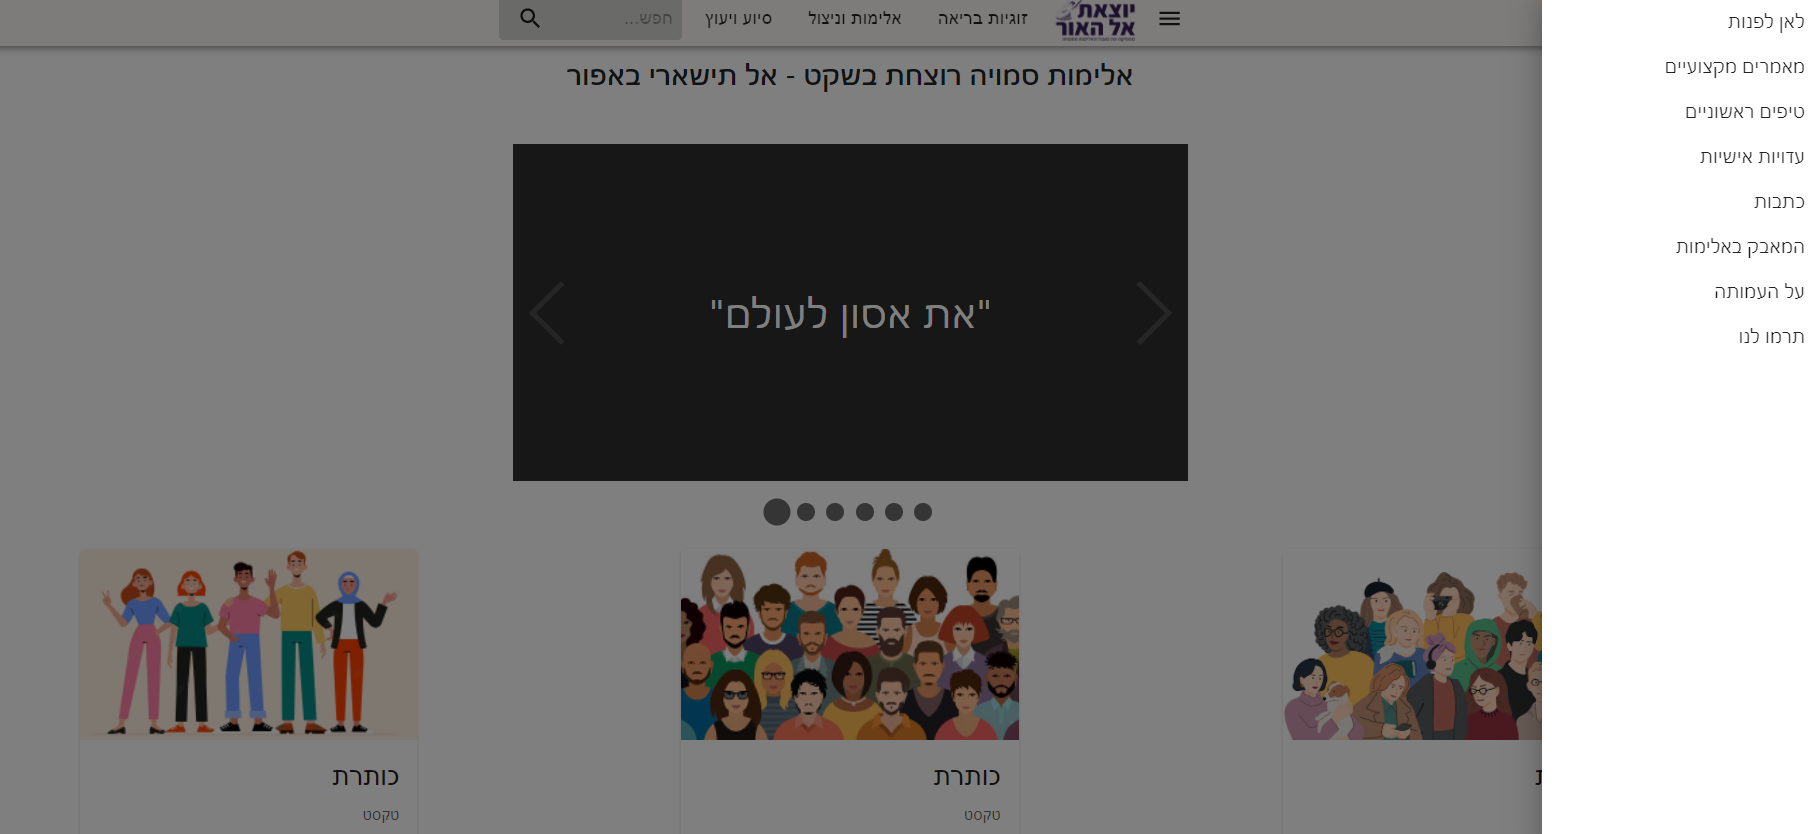 זוגיות בריאה
אלימות וניצול
סיוע ויעוץ
חפש...
יוצאת
אל האור
אלימות סמויה רוצחת בשקט - אל תישארי באפור
"את אסון לעולם"
כותרת
טקסט
כותרת
טקסט
לאן לפנות
מאמרים מקצועיים
טיפים ראשוניים
עדויות אישיות
כתבות
המאבק באלימות
על העמותה
תרמו לנו